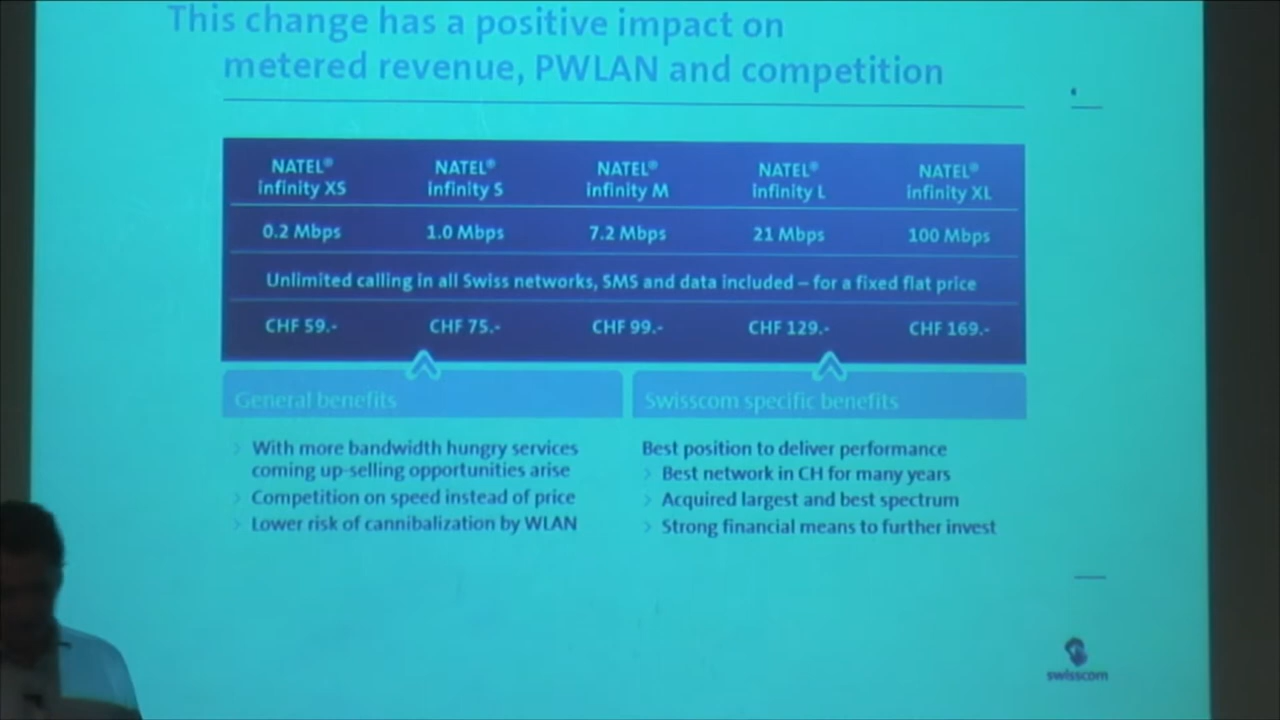 This change has a positive impact on
metered revenue, PWLAN and competition
NATEL® NATEL® NATEL® NATEL® NATEL®
infinity XS infinity S infinity M infinity L infinity XL
0.2 Mbps 1.0 Mbps 7.2 Mbps 21 Mbps 100 Mbps
Unlimited calling in all Swiss networks, SMS and data included – for a fixed flat price
CHF 59.- CHF 75.- CHF 99.- CHF 129.- CHF 169.-
General benefits
With more bandwidth hungry services
coming up-selling opportunities arise
Competition on speed instead of price
Lower risk of cannibalization by WLAN
Swisscom specific benefits
Best position to deliver performance
Best network in CH for many years
Acquired largest and best spectrum
Strong financial means to further invest
swisscom